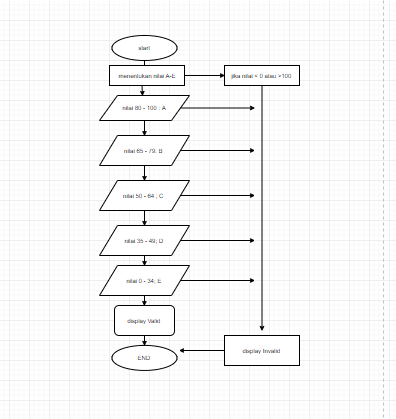 start
menentukan nilai A-E
jika nilai < 0 atau >100
nilai 80 - 100 : A
nilai 65 - 79: B
nilai 50 - 64 ; C
nilai 35 - 49; D
nilai 0 - 34; E
display Valid
display Invalid
END